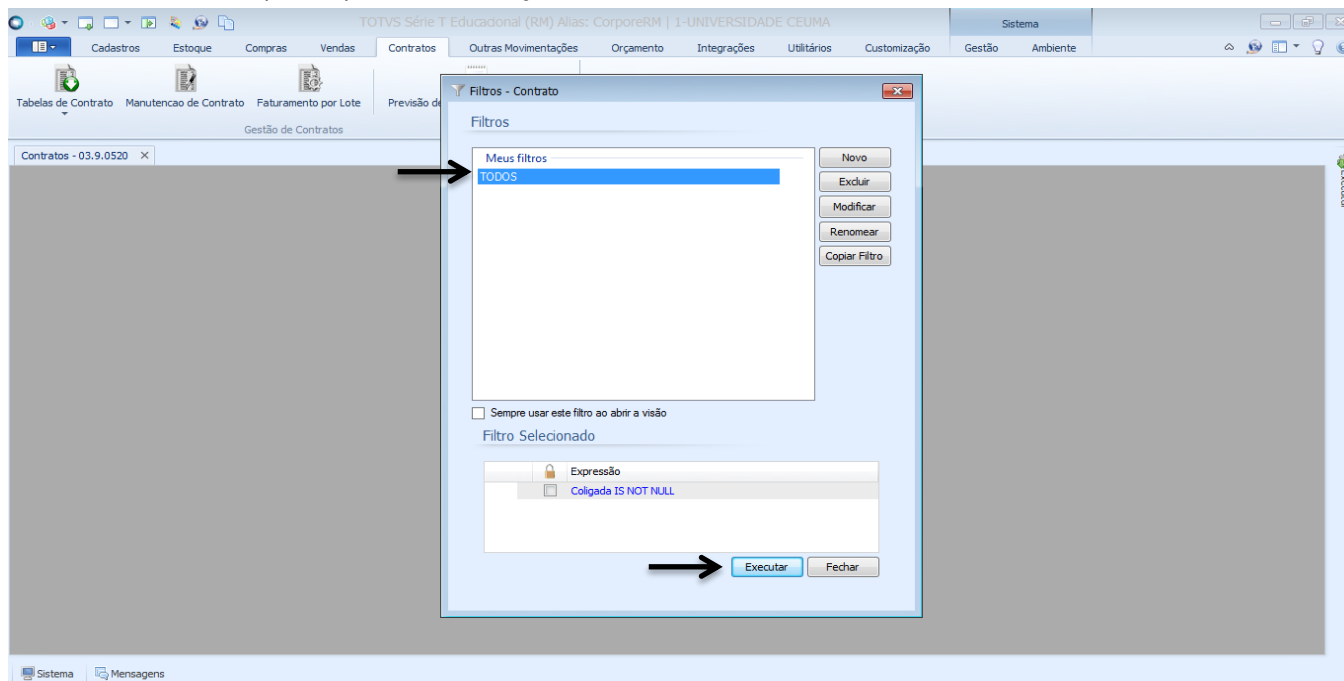 TOTVS Série T Educacional (RM) Alias: CorporeRM | 1-UNIVERSIDADE CEUMA
Sistema
Cadastros Estoque Compras Vendas Contratos Outras Movimentações Orçamento Integrações Utilitários Customização Gestão Ambiente
Tabelas de Contrato Manutencao de Contrato Faturamento por Lote Previsão de
Gestão de Contratos
Contratos - 03.9.0520
Executar
Filtros - Contrato
Filtros
Meus filtros
TODOS
Novo
Excluir
Modificar
Renomear
Copiar Filtro
Sempre usar este filtro ao abrir a visão
Filtro Selecionado
Expressão
Coligada IS NOT NULL
Executar Fechar
Sistema Mensagens